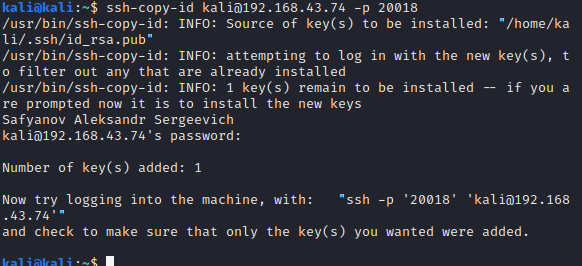 kali@kali:~$ ssh-copy-id kali@192.168.43.74 -p 20018
/usr/bin/ssh-copy-id: INFO: Source of key(s) to be installed: "/home/ka
li/.ssh/id_rsa.pub"
/usr/bin/ssh-copy-id: INFO: attempting to log in with the new key(s), t
o filter out any that are already installed
/usr/bin/ssh-copy-id: INFO: 1 key(s) remain to be installed -- if you a
re prompted now it is to install the new keys
Safyanov Aleksandr Sergeevich
kali@192.168.43.74's password:
Number of key(s) added: 1
Now try logging into the machine, with:   "ssh -p '20018' 'kali@192.168
.43.74'"
and check to make sure that only the key(s) you wanted were added.
kali@kali:~$